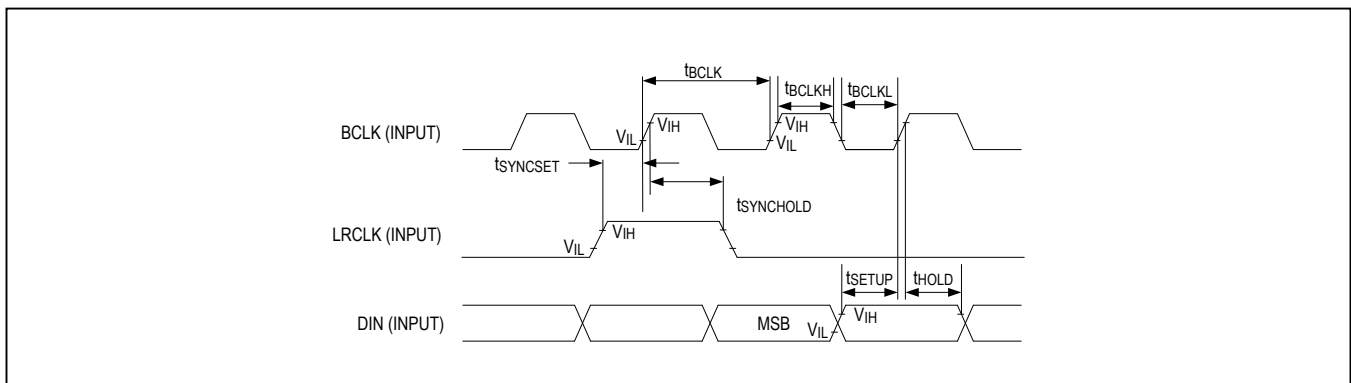 tBCLK
tBCLKH
tBCLKL
BCLK (INPUT)
VIH
VIL
VIH
VIL
tSYNCSET
tSYNCHOLD
LRCLK (INPUT)
VIH
VIL
tSETUP
tHOLD
DIN (INPUT)
MSB
VIH
VIL